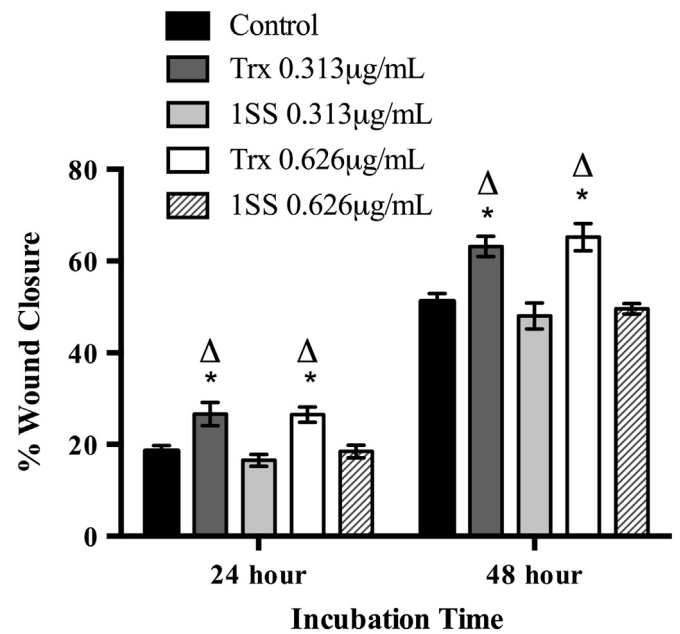 Control
Trx 0.313μg/mL
1SS 0.313μg/mL
Trx 0.626μg/mL
1SS 0.626μg/mL
% Wound Closure
80
60
40
20
0
Δ Δ
* *
Δ Δ
* *
24 hour 48 hour
Incubation Time